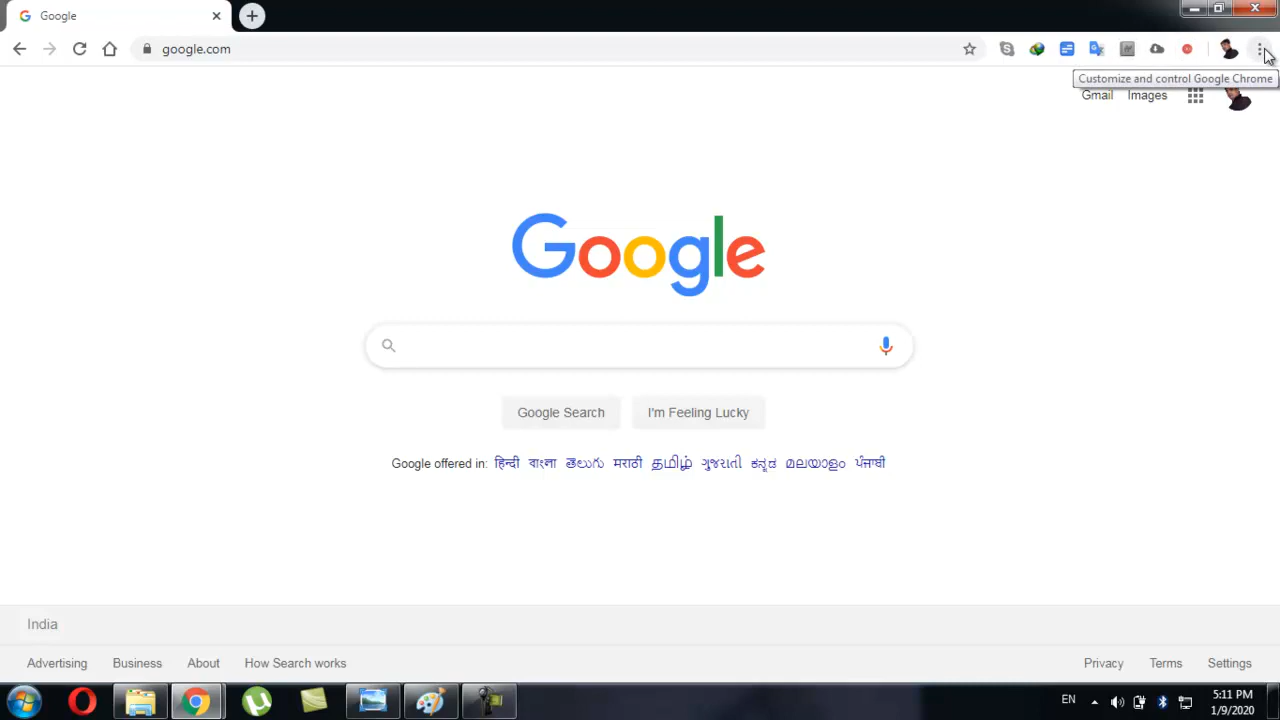 Google
google.com
Customize and control Google Chrome
Gmail Images
Google
Google Search I'm Feeling Lucky
Google offered in: हिन्दी বাংলা తెలుగు मराठी தமிழ் ગુજરાતી ಕನ್ನಡ മലയാളം ਪੰਜਾਬੀ
India
Advertising Business About How Search works Privacy Terms Settings
EN 5:11 PM
1/9/2020